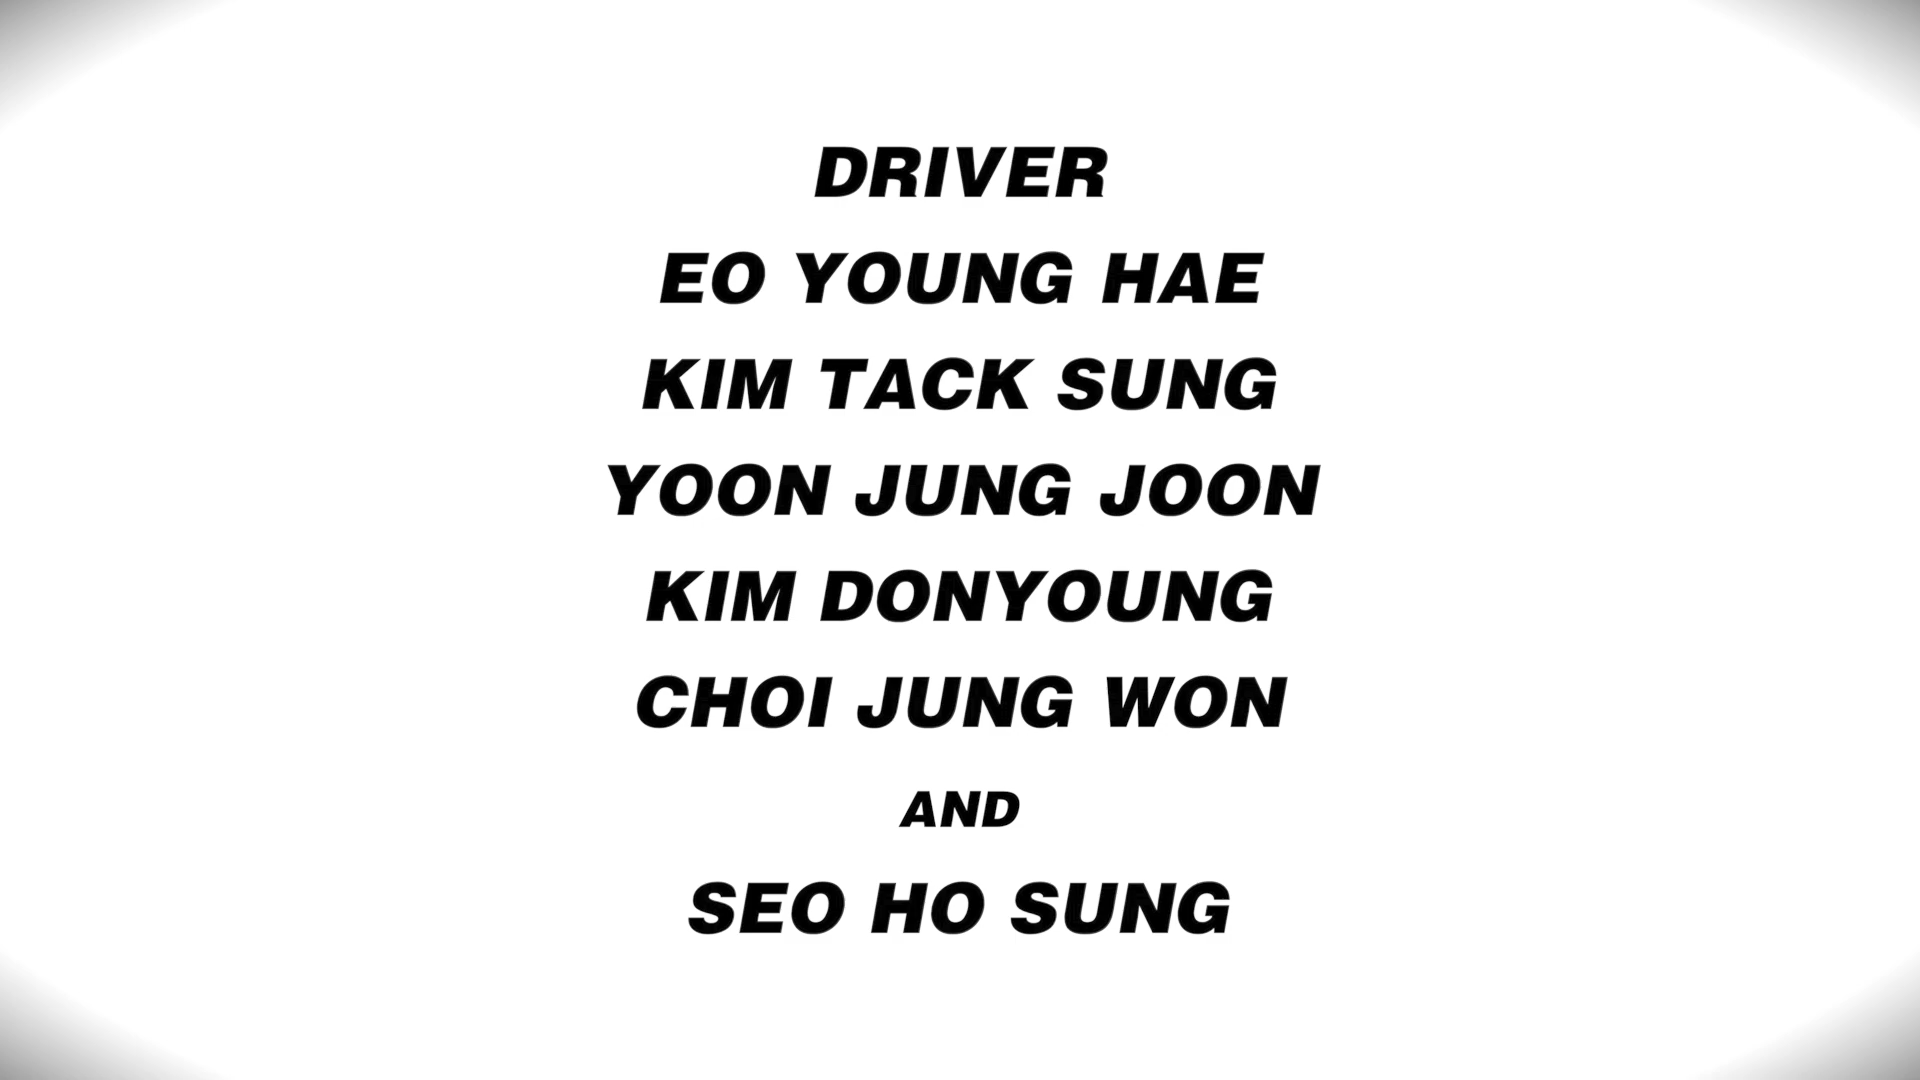 DRIVER
EO YOUNG HAE
KIM TACK SUNG
YOON JUNG JOON
KIM DONYOUNG
CHOI JUNG WON
AND
SEO HO SUNG